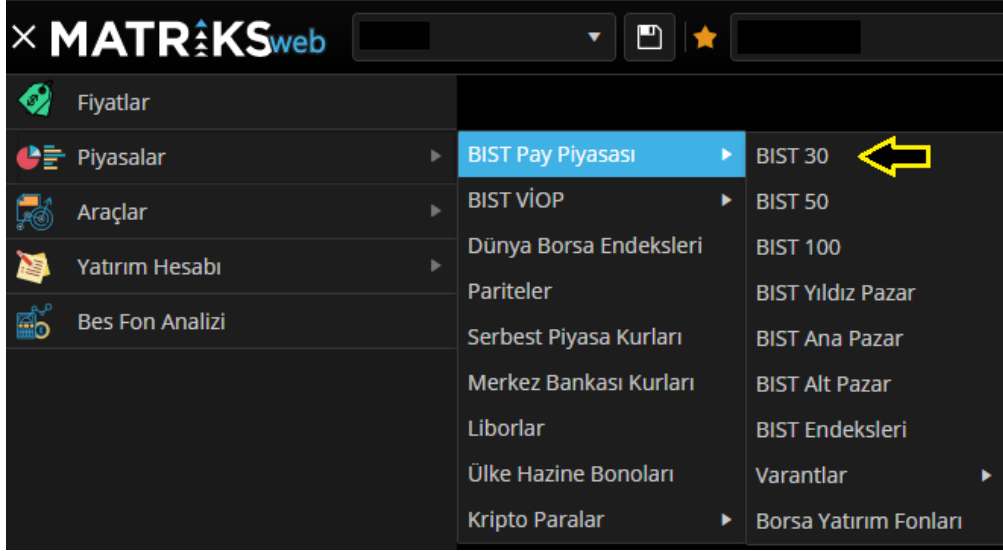 MATRİKSweb
Fiyatlar
Piyasalar
Araçlar
Yatırım Hesabı
Bes Fon Analizi
BIST Pay Piyasası
BIST VİOP
Dünya Borsa Endeksleri
Pariteler
Serbest Piyasa Kurları
Merkez Bankası Kurları
Liborlar
Ülke Hazine Bonoları
Kripto Paralar
BIST 30
BIST 50
BIST 100
BIST Yıldız Pazar
BIST Ana Pazar
BIST Alt Pazar
BIST Endeksleri
Varantlar
Borsa Yatırım Fonları